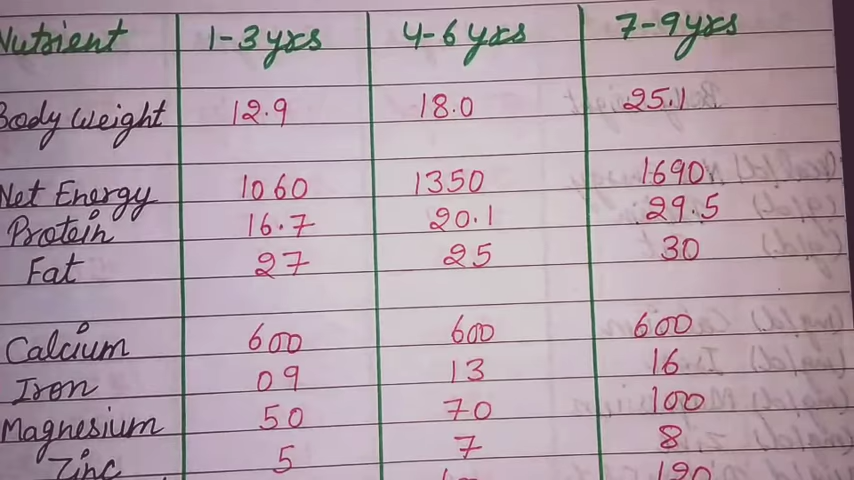 Nutrient 1-3 yrs 4-6 yrs 7-9 yrs
Body Weight 12.9 18.0 25.1
Net Energy 1060 1350 1690
Protein 16.7 20.1 29.5
Fat 27 25 30
Calcium 600 600 600
Iron 09 13 16
Magnesium 50 70 100
Zinc 5 7 8